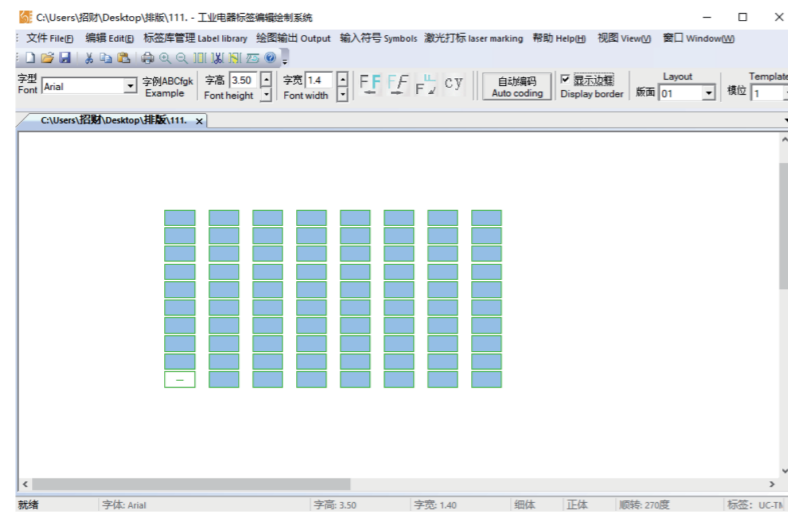 C:\Users\招财\Desktop\排版\111. - 工业电器标签编辑绘制系统
文件 File(F) 编辑 Edit(E) 标签库管理 Label library 绘图输出 Output 输入符号 Symbols 激光打标 laser marking 帮助 Help(H) 视图 View(V) 窗口 Window(W)
字型 Font Arial 字例ABCfgk Example 字高 Font height 3.50 字宽 Font width 1.4 F F F F F F cy 自动编码 Auto coding 显示边框 Display border Layout 版面 01 Template 模位 1
C:\Users\招财\Desktop\排版\111. x
就绪 字体: Arial 字高: 3.50 字宽: 1.40 细体 正体 顺转: 270度 标签: UC-TM